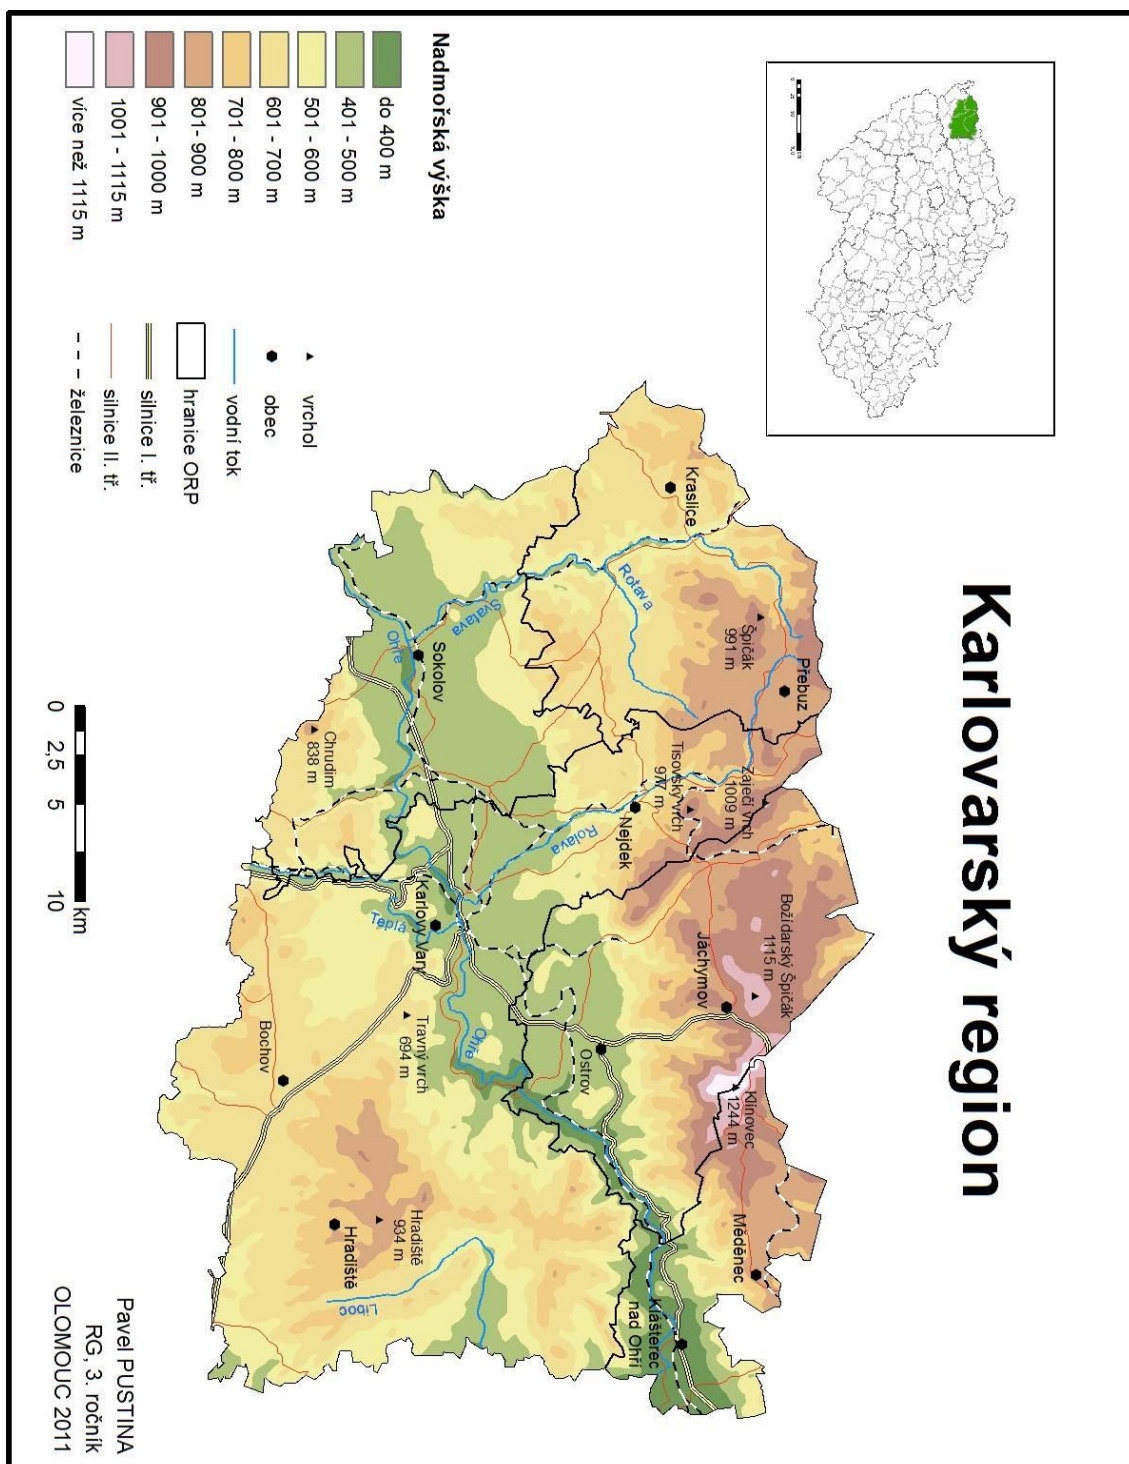 Karlovarský region
Nadmořská výška
do 400 m
401 - 500 m
501 - 600 m
601 - 700 m
701 - 800 m
801- 900 m
901 - 1000 m
1001 - 1115 m
více než 1115 m
vrchol
obec
vodní tok
hranice ORP
silnice I. tř.
silnice II. tř.
železnice
Kraslice
Rotava
Svatava
Špičák
991 m
Přebuz
Sokolov
Ohře
Chrudim
838 m
Zaječí vrch
1009 m
Tisovský vrch
977 m
Nejdek
Rolava
Božídarský Špičák
1115 m
Jáchymov
Karlovy Vary
Teplá
Klínovec
1244 m
Ostrov
Ohře
Travný vrch
694 m
Bochov
Měděnec
Klášterec
nad Ohří
Hradiště
934 m
Hradiště
Liboc
0 2,5 5 10
km
Pavel PUSTINA
RG, 3. ročník
OLOMOUC 2011